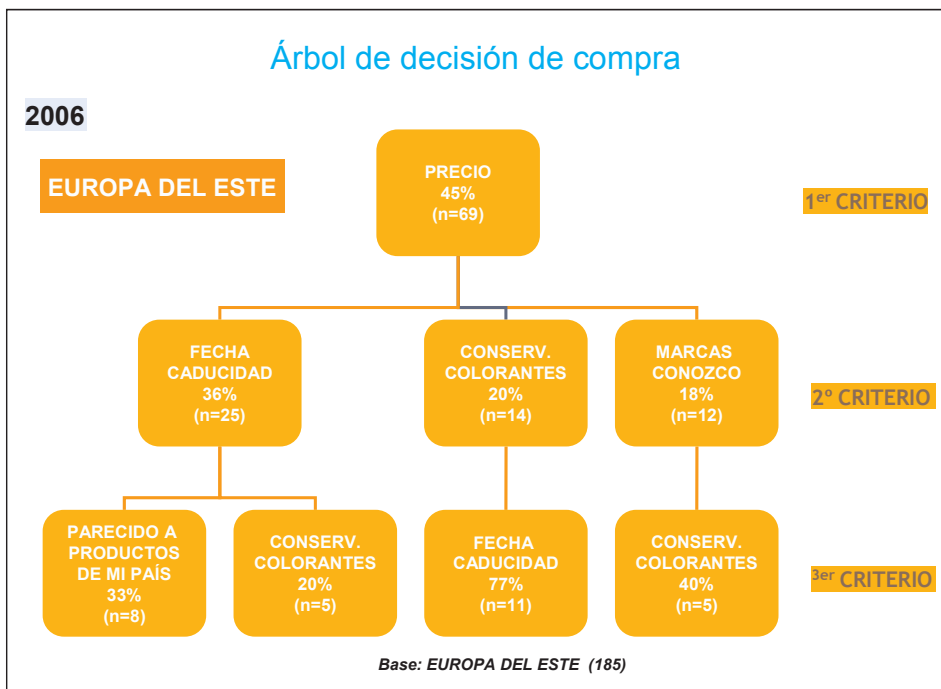 Árbol de decisión de compra
2006
EUROPA DEL ESTE
PRECIO
45%
(n=69)
1er CRITERIO
FECHA
CADUCIDAD
36%
(n=25)
CONSERV.
COLORANTES
20%
(n=14)
MARCAS
CONOZCO
18%
(n=12)
2º CRITERIO
PARECIDO A
PRODUCTOS
DE MI PAÍS
33%
(n=8)
CONSERV.
COLORANTES
20%
(n=5)
FECHA
CADUCIDAD
77%
(n=11)
CONSERV.
COLORANTES
40%
(n=5)
3er CRITERIO
Base: EUROPA DEL ESTE (185)